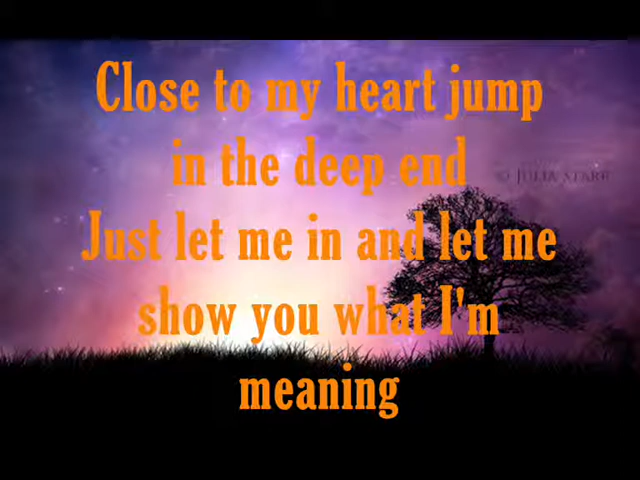 Close to my heart jump
in the deep end
© JULIA STARR
Just let me in and let me
show you what I'm
meaning